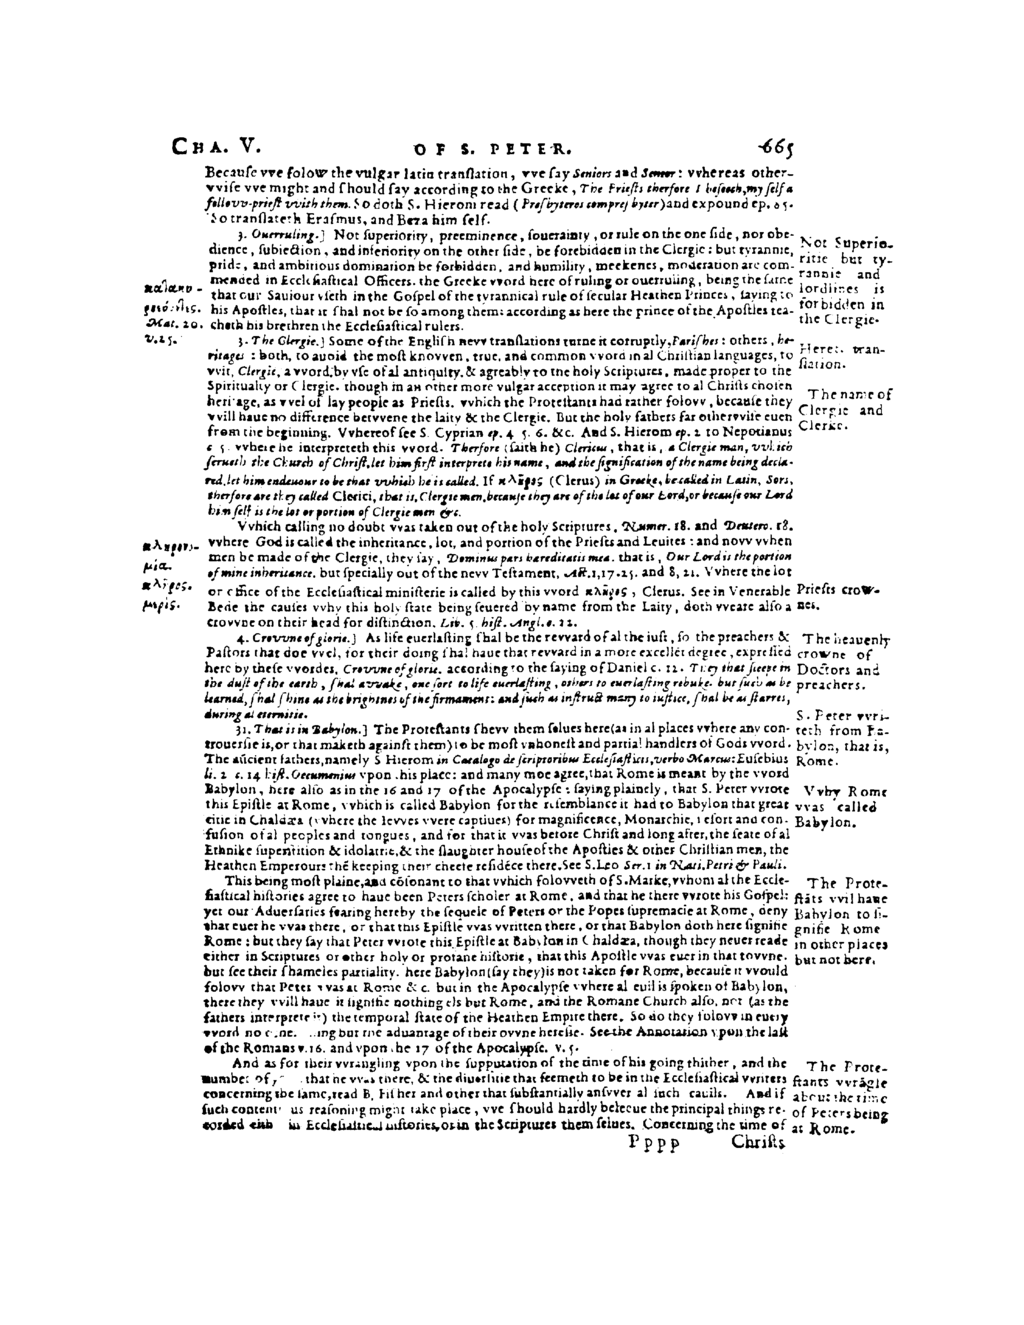 CHA. V. OF S. PETER. 665
Becauſe vve folow the vulgar latin tranſlation, vve ſay Seniors and Senior: vvhereas other-
vviſe vve might and ſhould ſay according to the Greeke, The Prieſts therfore I beſeech, my ſelf a
fellovv-prieſt vvith them. So doth S. Hierom read (Presbyteros compresbyter) and expound ep. 85.
So tranſlateth Eraſmus, and Beza him ſelf.
3. Ouerruling.] Not ſuperiority, preeminence, ſouerainty, or rule on the one ſide, nor obe-
dience, ſubiection, and inferiority on the other ſide, be forebidden in the Clergie: but tyrannie,
pride, and ambitious domination be forbidden, and humility, meekenes, moderation are com-
mended in Eccleſiaſtical Officers. the Greeke vvord here of ruling or ouerruling, being the ſame
that our Sauiour vſeth in the Goſpel of the tyrannical rule of ſecular Heathen Princes, ſaying to
his Apoſtles, that it ſhal not be ſo among them: according as here the prince of the Apoſtles tea-
cheth his brethren the Eccleſiaſtical rulers.
Not Superio-
ritie but ty-
rannie and
lordlines is
forbidden in
the Clergie.
Mat. 20.
v. 25.
3. The Clergie.] Some of the Engliſh nevv tranſlations turne it corruptly, Pariſhes: others, he-
ritages: both, to auoid the moſt knovven, true, and common vvord in al Chriſtian languages, to
vvit, Clergie, a vvord, by vſe of al antiquity, & agreably to the holy Scriptures, made proper to the
Spiritualty or Clergie. though in an other more vulgar acception it may agree to al Chriſts choſen
heritage, as vvel of lay people as Prieſts. vvhich the Proteſtants had rather folovv, becauſe they
vvill haue no difference betvvene the laity & the Clergie. But the holy fathers far othervviſe euen
from the beginning. Vvhereof ſee S. Cyprian ep. 4. 5. 6. &c. And S. Hierom ep. 2 to Nepotianus
c 5. vvhere he interpreteth this vvord. Therfore (ſaith he) Clericus, that is, a Clergie man, vvhich
ſerueth the Church of Chriſt, let him firſt interprete his name, and the ſignification of the name being decla-
red, let him endeuour to be that vvhich he is called. If κλῆρος (Clerus) in Greeke, be called in Latin, Sors,
therfore are they called Clerici, that is, Clergie men, becauſe they are of the lot of our Lord, or becauſe our Lord
him ſelf is the lot or portion of Clergie men &c.
Heret. tran-
ſlation.
The name of
Clergie and
Clerke.
Vvhich calling no doubt vvas taken out of the holy Scriptures, Numer. 18. and Deutero. 18.
vvhere God is called the inheritance, lot, and portion of the Prieſts and Leuites: and novv vvhen
men be made of the Clergie, they ſay, Dominus pars hæreditatis meæ. that is, Our Lord is the portion
of mine inheritance. but ſpecially out of the nevv Teſtament, Act. 1, 17. 25. and 8, 21. Vvhere the lot
or office of the Eccleſiaſtical miniſterie is called by this vvord κλῆρος, Clerus. See in Venerable
Bede the cauſes vvhy this holy ſtate being ſeuered by name from the Laity, doth vveare alſo a
crovvne on their head for diſtinction. Lib. 5 hiſt. Angl. c. 22.
κληρονο-
μία.
κλῆρος.
μερίς.
Prieſts crow-
nes.
4. Crovvne of glorie.] As life euerlaſting ſhal be the revvard of al the iuſt, ſo the preachers &
Paſtors that doe vvel, for their doing ſhal haue that revvard in a more excellēt degree, expreſſed
here by theſe vvordes, Crovvne of glorie, according to the ſaying of Daniel c. 12. They that ſleepe in
the duſt of the earth, ſhal avvake, one ſort to life euerlaſting, others to euerlaſting rebuke. but ſuch as be
learned, ſhal ſhine as the brightnes of the firmament: and ſuch as inſtruct many to iuſtice, ſhal be as ſtarres,
during al eternitie.
The heauenly
crowne of
Doctors and
preachers.
31. That is in Babylon.] The Proteſtants ſhevv them ſelues here (as in al places vvhere any con-
trouerſie is, or that maketh againſt them) to be moſt vnhoneſt and partial handlers of Gods vvord.
The aūcient fathers, namely S Hierom in Catalogo de ſcriptoribus Eccleſiaſticis, verbo Marcus: Euſebius
li. 2 c. 14 hiſt. Oecumenius vpon this place: and many moe agree, that Rome is meant by the vvord
Babylon, here alſo as in the 16 and 17 of the Apocalypſe: ſaying plainely, that S. Peter vvrote
this Epiſtle at Rome, vvhich is called Babylon for the reſemblance it had to Babylon that great
citie in Chaldæa (vvhere the Ievves vvere captiues) for magnificence, Monarchie, reſort and con-
fuſion of al peoples and tongues, and for that it vvas before Chriſt and long after, the ſeate of al
Ethnike ſuperſtition & idolatrie, & the ſlaughter houſe of the Apoſtles & other Chriſtian men, the
Heathen Emperours thē keeping their cheefe reſidēce there. See S. Leo Ser. 1 in Nati. Petri & Pauli.
S. Peter vvri-
teth from Ba-
bylon, that is,
Rome.
Vvhy Rome
vvas called
Babylon.
This being moſt plaine, and cōſonant to that vvhich folovveth of S. Marke, vvhom al the Eccle-
ſiaſtical hiſtories agree to haue been Peters ſcholer at Rome, and that he there vvrote his Goſpel:
yet our Aduerſaries fearing hereby the ſequele of Peters or the Popes ſupremacie at Rome, deny
that euer he vvas there, or that this Epiſtle vvas vvritten there, or that Babylon doth here ſignifie
Rome: but they ſay that Peter vvrote this Epiſtle at Babylon in Chaldæa, though they neuer reade
either in Scriptures or other holy or profane hiſtorie, that this Apoſtle vvas euer in that tovvne.
but ſee their ſhameles partiality. here Babylon (ſay they) is not taken for Rome, becauſe it vvould
folovv that Peter vvas at Rome &c. but in the Apocalypſe vvhere al euil is ſpoken of Babylon,
there they vvill haue it ſignifie nothing els but Rome, and the Romane Church alſo, not (as the
fathers interprete it) the temporal ſtate of the Heathen Empire there. So do they folovv in euery
vvord no but the aduantage of their ovvne hereſie. See the Annotation vpon the laſt
of the Romans v. 16. and vpon the 17 of the Apocalypſe. v. 5.
The Prote-
ſtāts vvil haue
Babylon to ſi-
gnifie Rome
in other places
but not here.
And as for their vvrangling vpon the ſupputation of the time of his going thither, and the
number of that he vvas there, & the diuerſitie that ſeemeth to be in the Eccleſiaſtical vvriters
concerning the ſame, read B. Fiſher and other that ſubſtantially anſvver al ſuch cauils. And if
ſuch reaſoning might take place, vve ſhould hardly beleeue the principal things re-
corded in Eccleſiaſtical hiſtories, or in the Scriptures them ſelues. Concerning the time of
The Prote-
ſtants vvrāgle
about the time
of Peters being
at Rome.
Pppp Chriſts